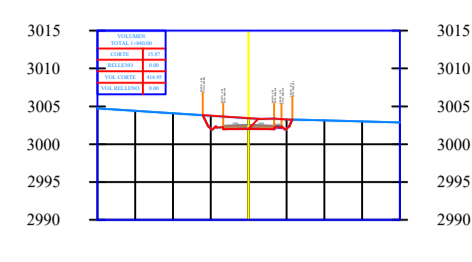 3015 3015
VOLUMEN
TOTAL 1+840.00
CORTE 15.87
RELLENO 0.00
VOL CORTE 414.95
VOL RELLENO 0.00
3010 3010
3005 3005
3000 3000
2995 2995
2990 2990